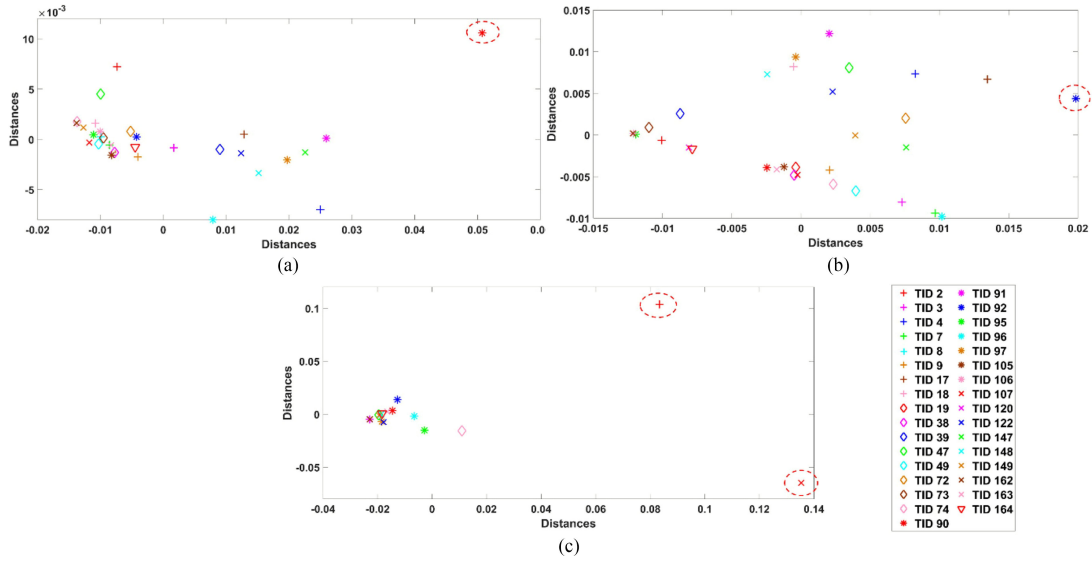 ×10⁻³
10
5
0
-5
Distances
-0.02
-0.01
0
0.01
0.02
0.03
0.04
0.05
0.0
Distances
(a)
0.015
0.01
0.005
0
-0.005
-0.01
Distances
-0.015
-0.01
-0.005
0
0.005
0.01
0.015
0.02
Distances
(b)
0.1
0.05
0
-0.05
Distances
-0.04
-0.02
0
0.02
0.04
0.06
0.08
0.1
0.12
0.14
Distances
(c)
TID 2
TID 3
TID 4
TID 7
TID 8
TID 9
TID 17
TID 18
TID 19
TID 38
TID 39
TID 47
TID 49
TID 72
TID 73
TID 74
TID 90
TID 91
TID 92
TID 95
TID 96
TID 97
TID 105
TID 106
TID 107
TID 120
TID 122
TID 147
TID 148
TID 149
TID 162
TID 163
TID 164